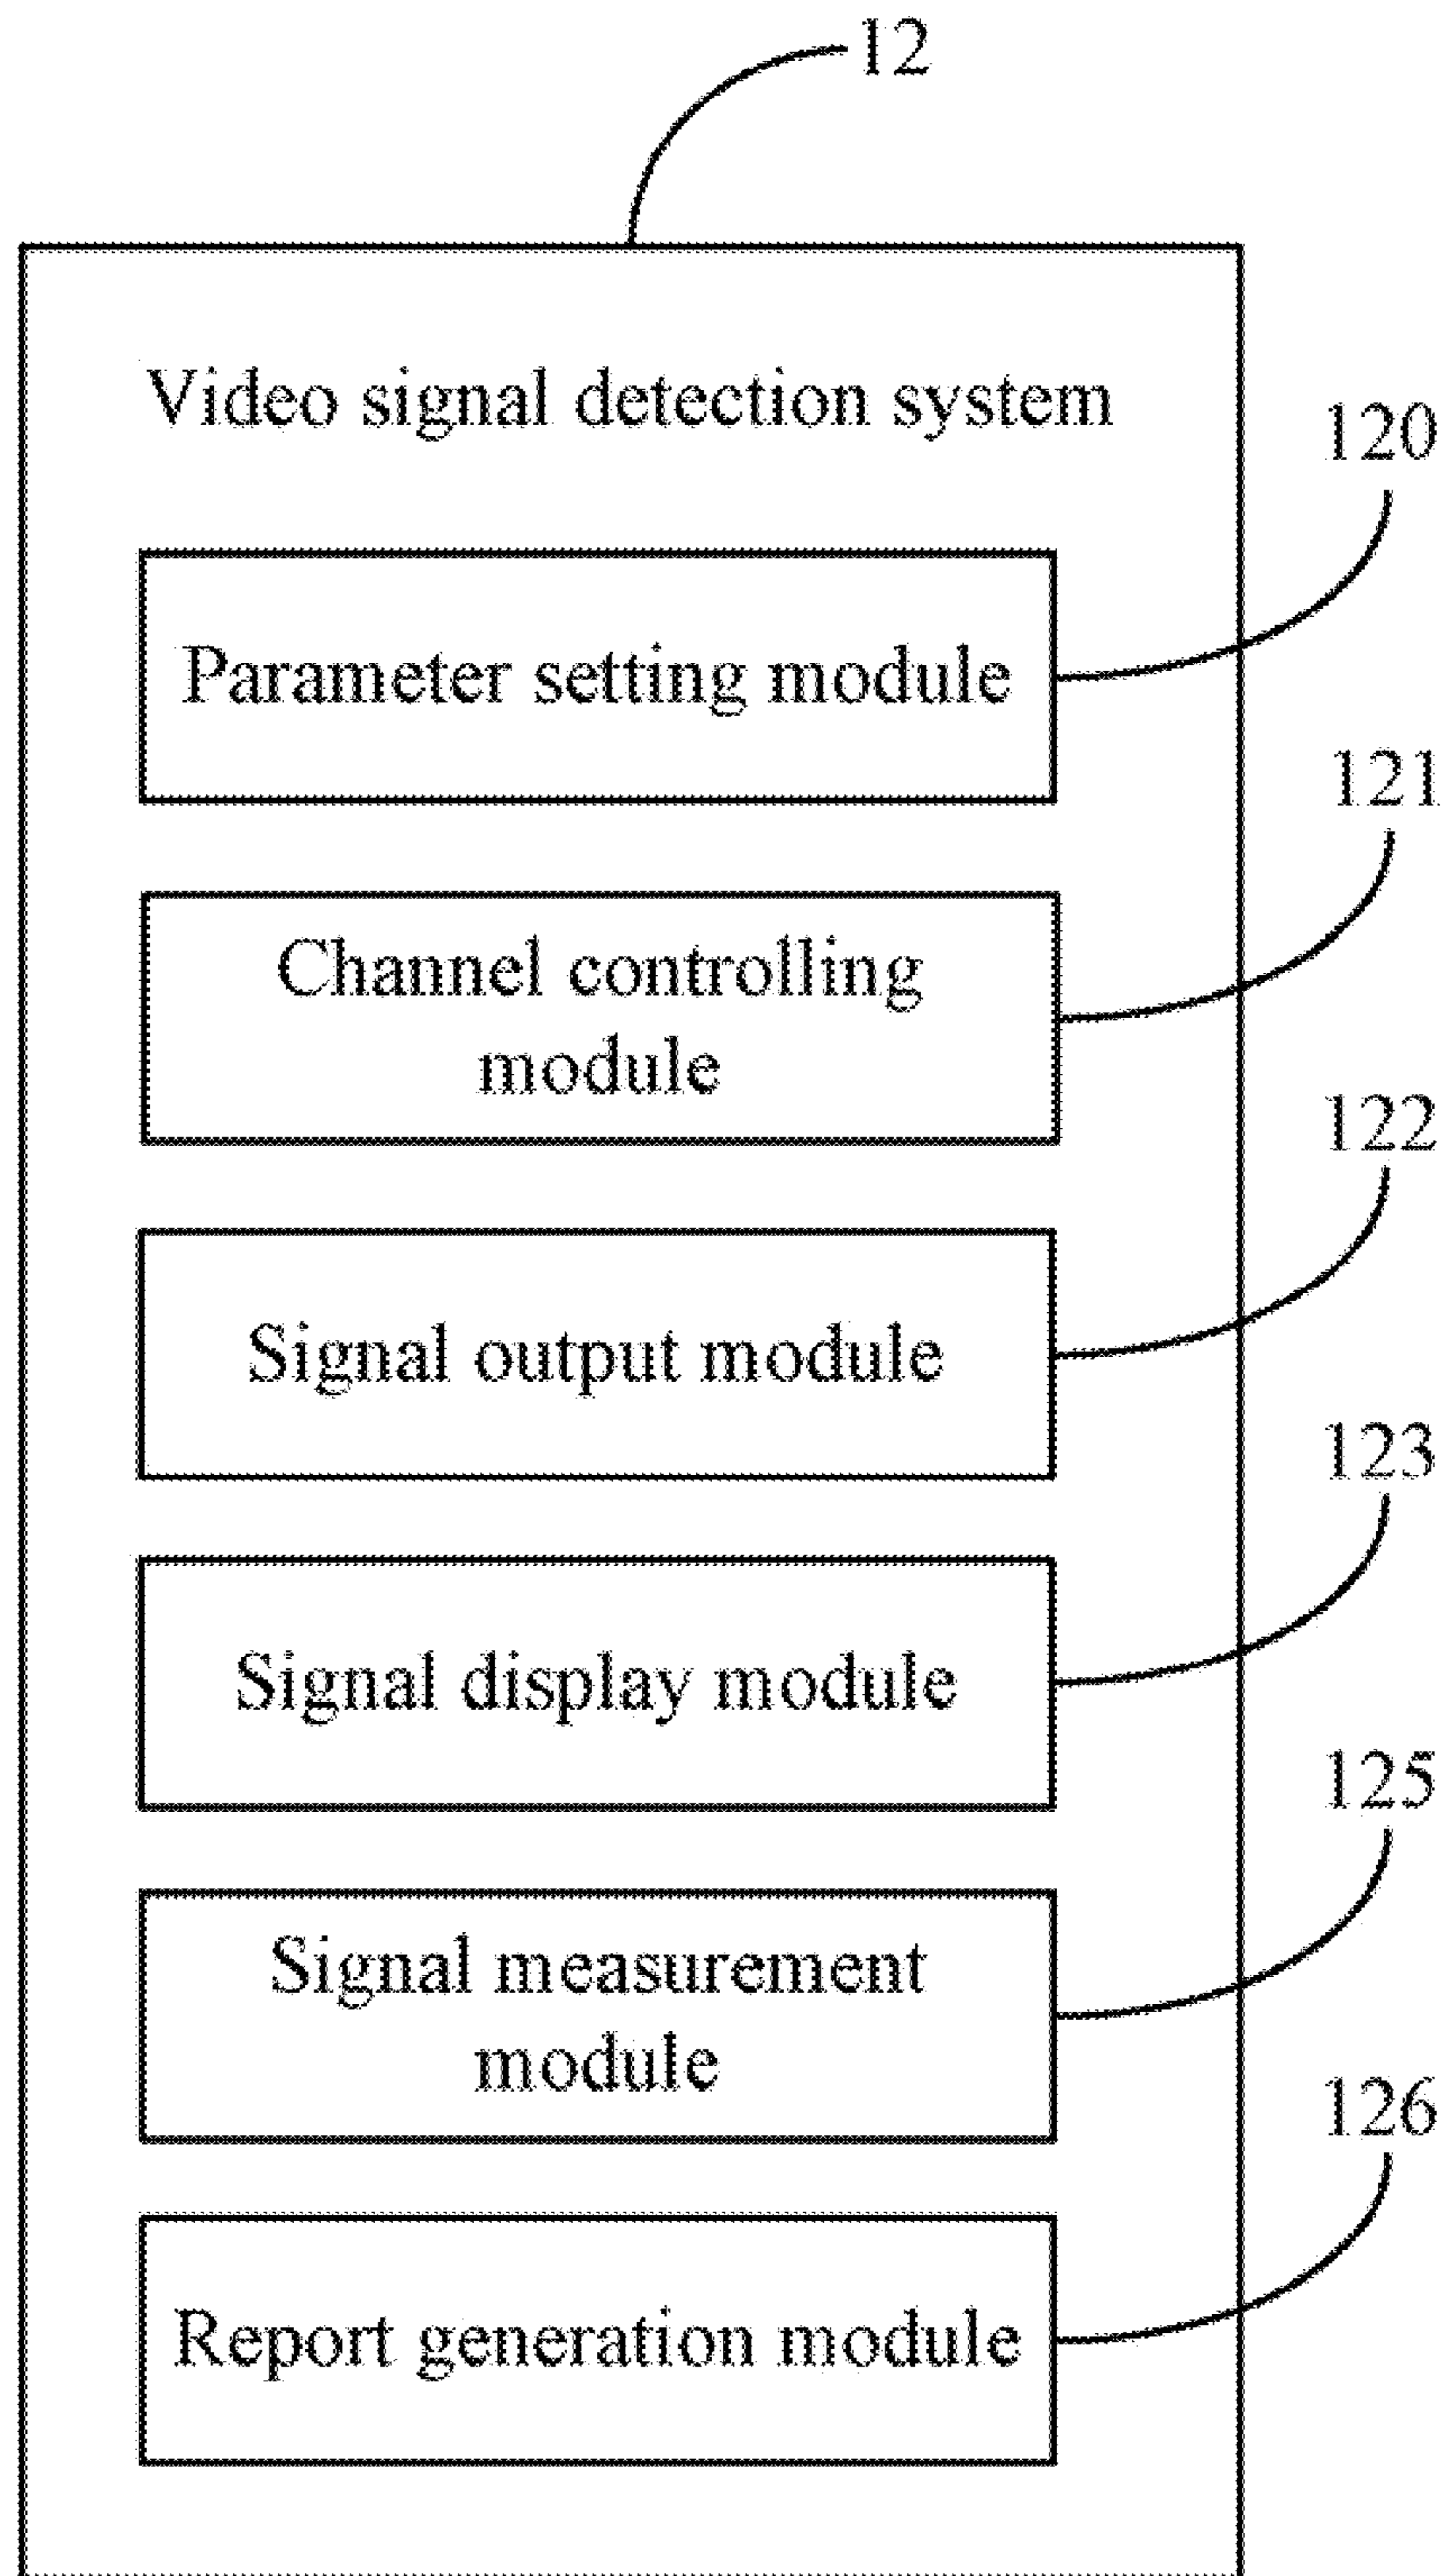 12
Video signal detection system
120
Parameter setting module
121
Channel controlling
module
122
Signal output module
123
Signal display module
125
Signal measurement
module
126
Report generation module